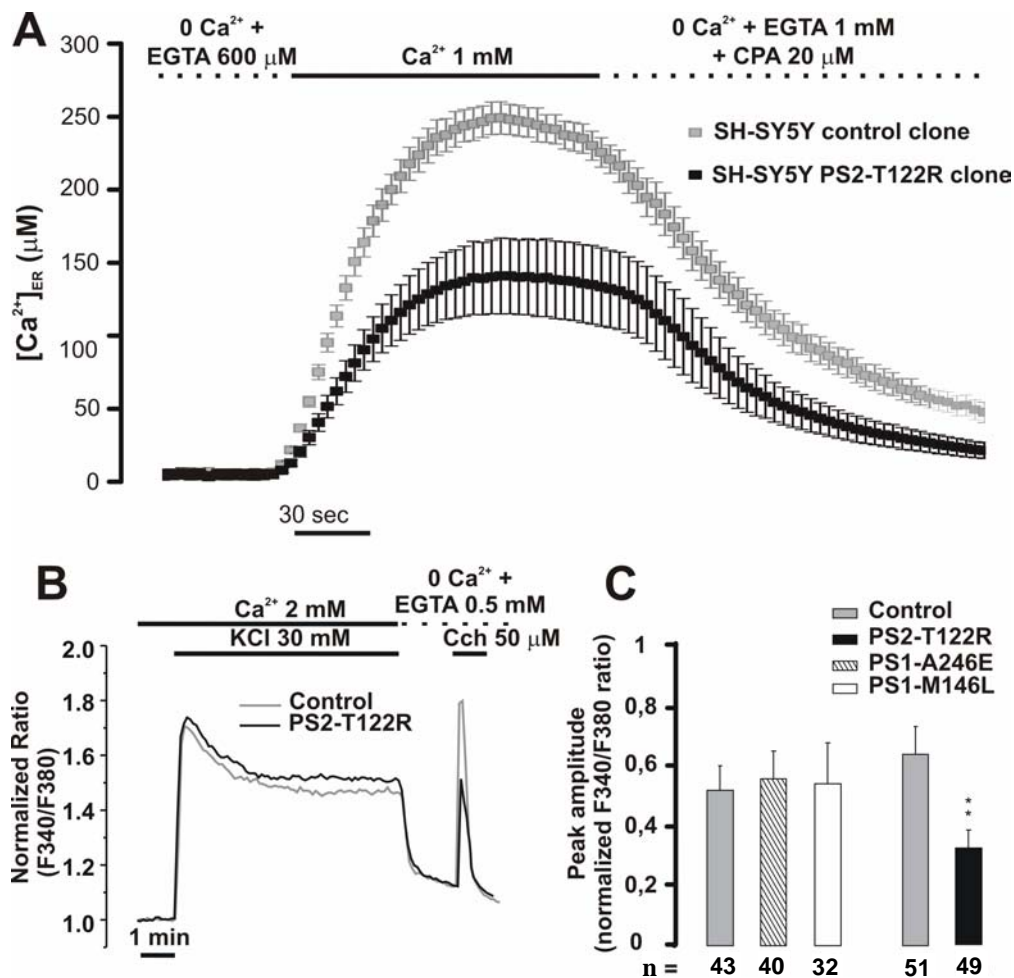 A
0 Ca²⁺ +
EGTA 600 μM
Ca²⁺ 1 mM
0 Ca²⁺ + EGTA 1 mM
+ CPA 20 μM
300
250
200
150
100
50
0
[Ca²⁺]ER (μM)
SH-SY5Y control clone
SH-SY5Y PS2-T122R clone
30 sec
B
Ca²⁺ 2 mM
0 Ca²⁺ +
EGTA 0.5 mM
KCl 30 mM
Cch 50 μM
2.0
1.8
1.6
1.4
1.2
1.0
Normalized Ratio
(F340/F380)
Control
PS2-T122R
1 min
C
Control
PS2-T122R
PS1-A246E
PS1-M146L
1
0,8
0,6
0,4
0,2
0
Peak amplitude
(normalized F340/F380 ratio)
**
n = 43 40 32 51 49